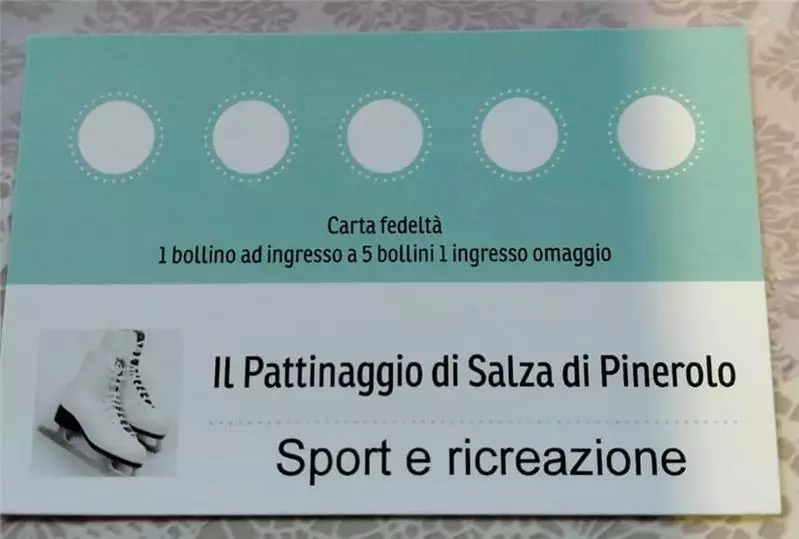 Carta fedeltà
1 bollino ad ingresso a 5 bollini 1 ingresso omaggio
Il Pattinaggio di Salza di Pinerolo
Sport e ricreazione